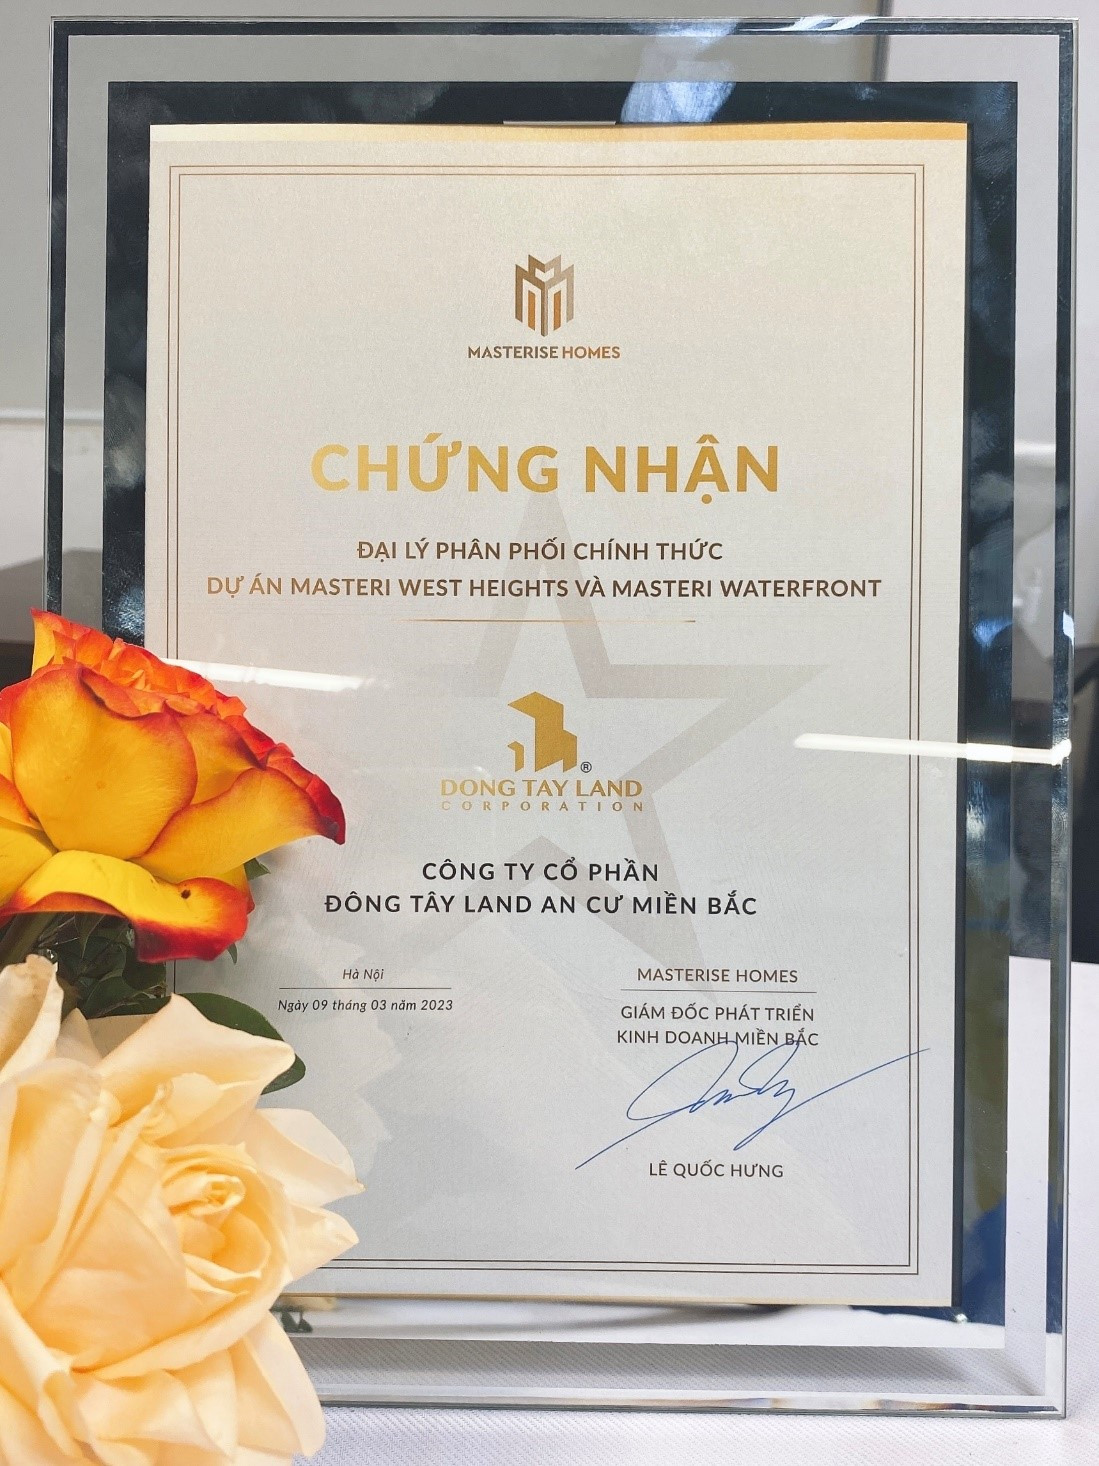 MASTERISE HOMES
CHỨNG NHẬN
ĐẠI LÝ PHÂN PHỐI CHÍNH THỨC
DỰ ÁN MASTERI WEST HEIGHTS VÀ MASTERI WATERFRONT
®
DONG TAY LAND
CORPORATION
CÔNG TY CỔ PHẦN
ĐÔNG TÂY LAND AN CƯ MIỀN BẮC
Hà Nội
Ngày 09 tháng 03 năm 2023
MASTERISE HOMES
GIÁM ĐỐC PHÁT TRIỂN
KINH DOANH MIỀN BẮC
LÊ QUỐC HƯNG